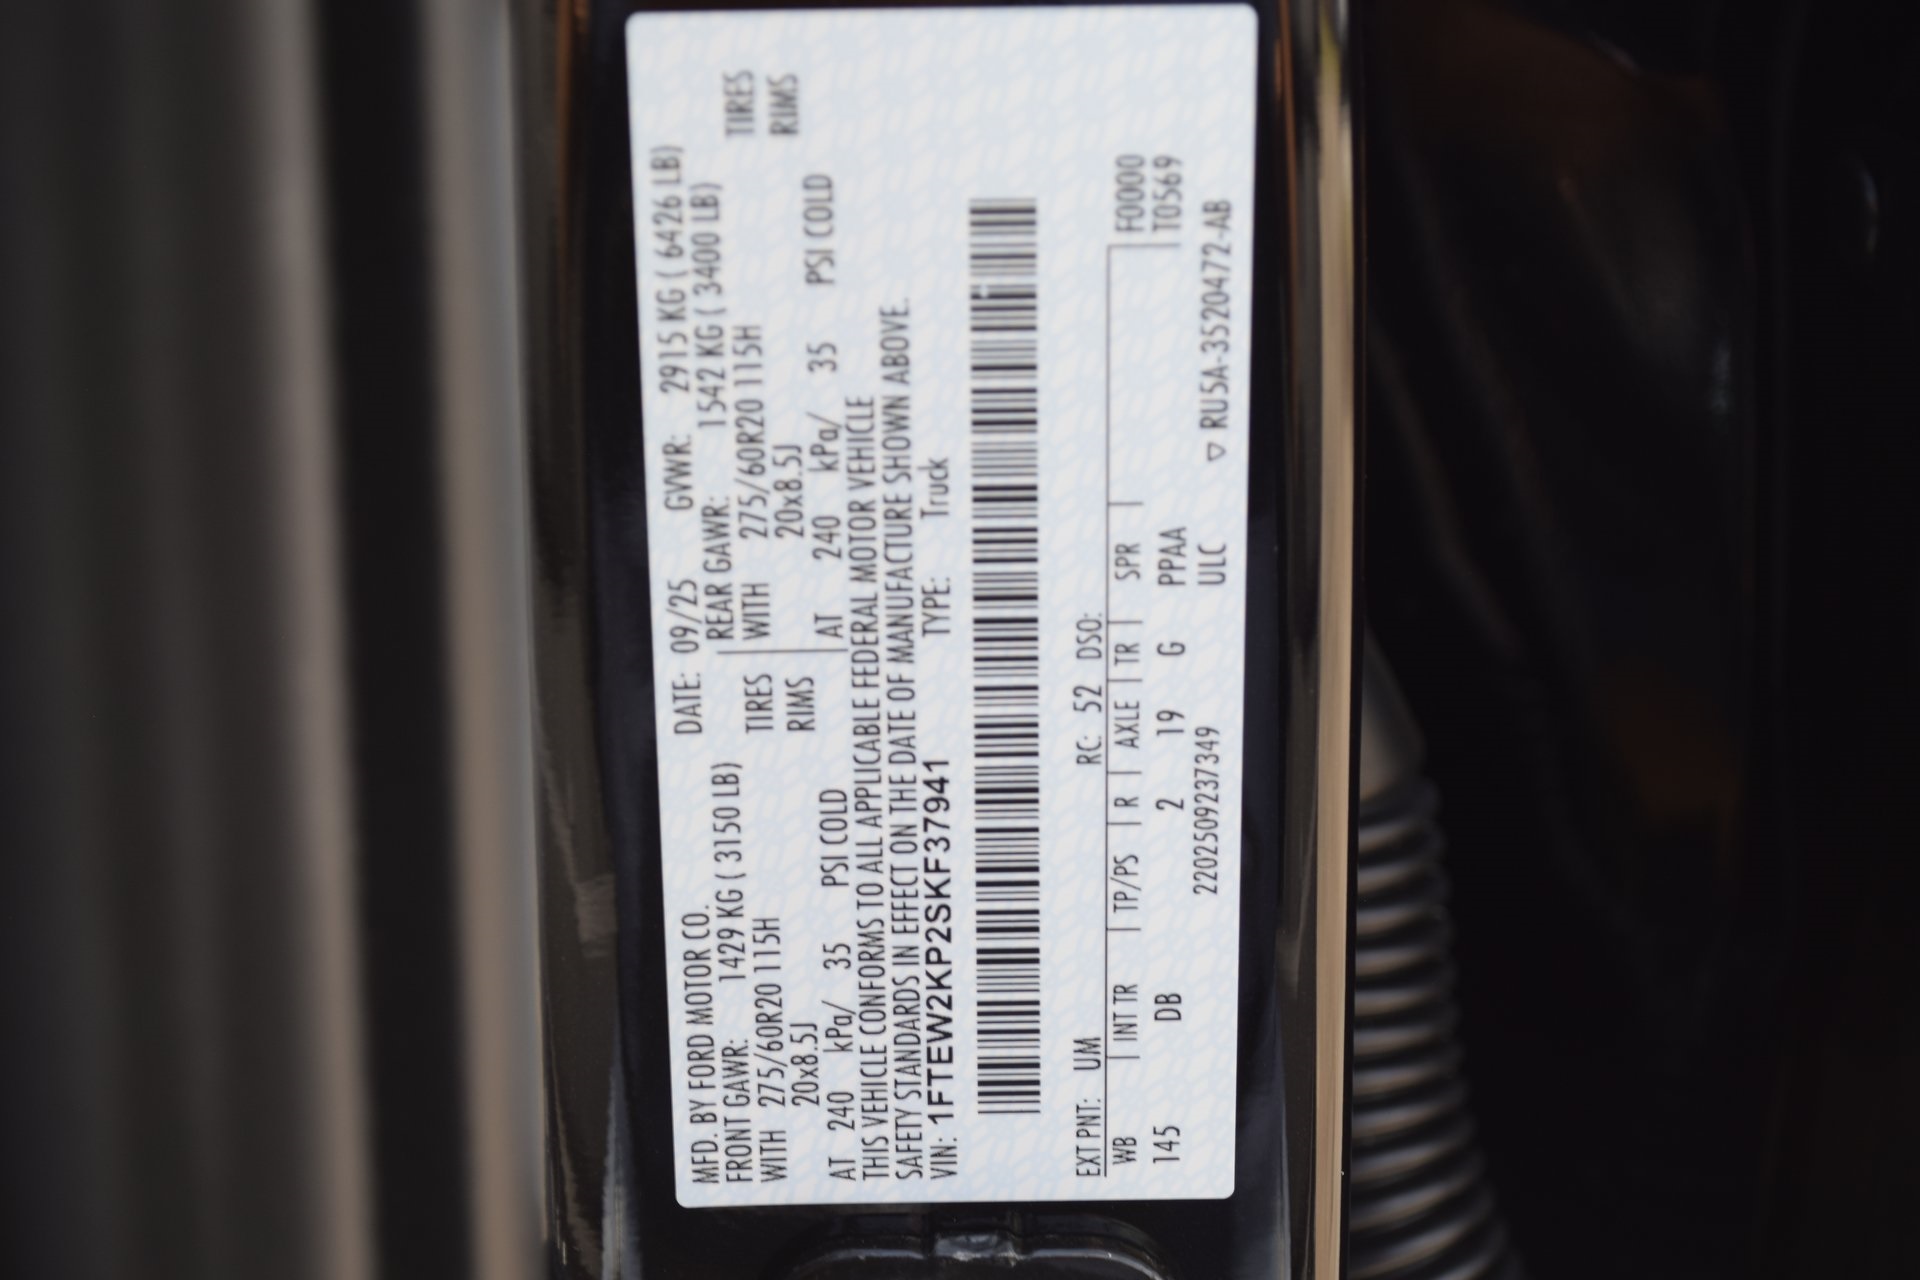 MFD. BY FORD MOTOR CO. DATE: 09/25 GVWR: 2915 KG ( 6426 LB)
FRONT GAWR: 1429 KG ( 3150 LB) REAR GAWR: 1542 KG ( 3400 LB)
WITH 275/60R20 115H TIRES WITH 275/60R20 115H TIRES
20x8.5J RIMS 20x8.5J RIMS
AT 240 kPa/ 35 PSI COLD AT 240 kPa/ 35 PSI COLD
THIS VEHICLE CONFORMS TO ALL APPLICABLE FEDERAL MOTOR VEHICLE
SAFETY STANDARDS IN EFFECT ON THE DATE OF MANUFACTURE SHOWN ABOVE.
VIN: 1FTEW2KP2SKF37941 TYPE: Truck
EXT PNT: UM RC: 52 DSO:
WB INT TR TP/PS R AXLE TR SPR F0000
145 DB 2 19 G PPAA T0569
2202509237349 ULC ▽ RU5A-3520472-AB